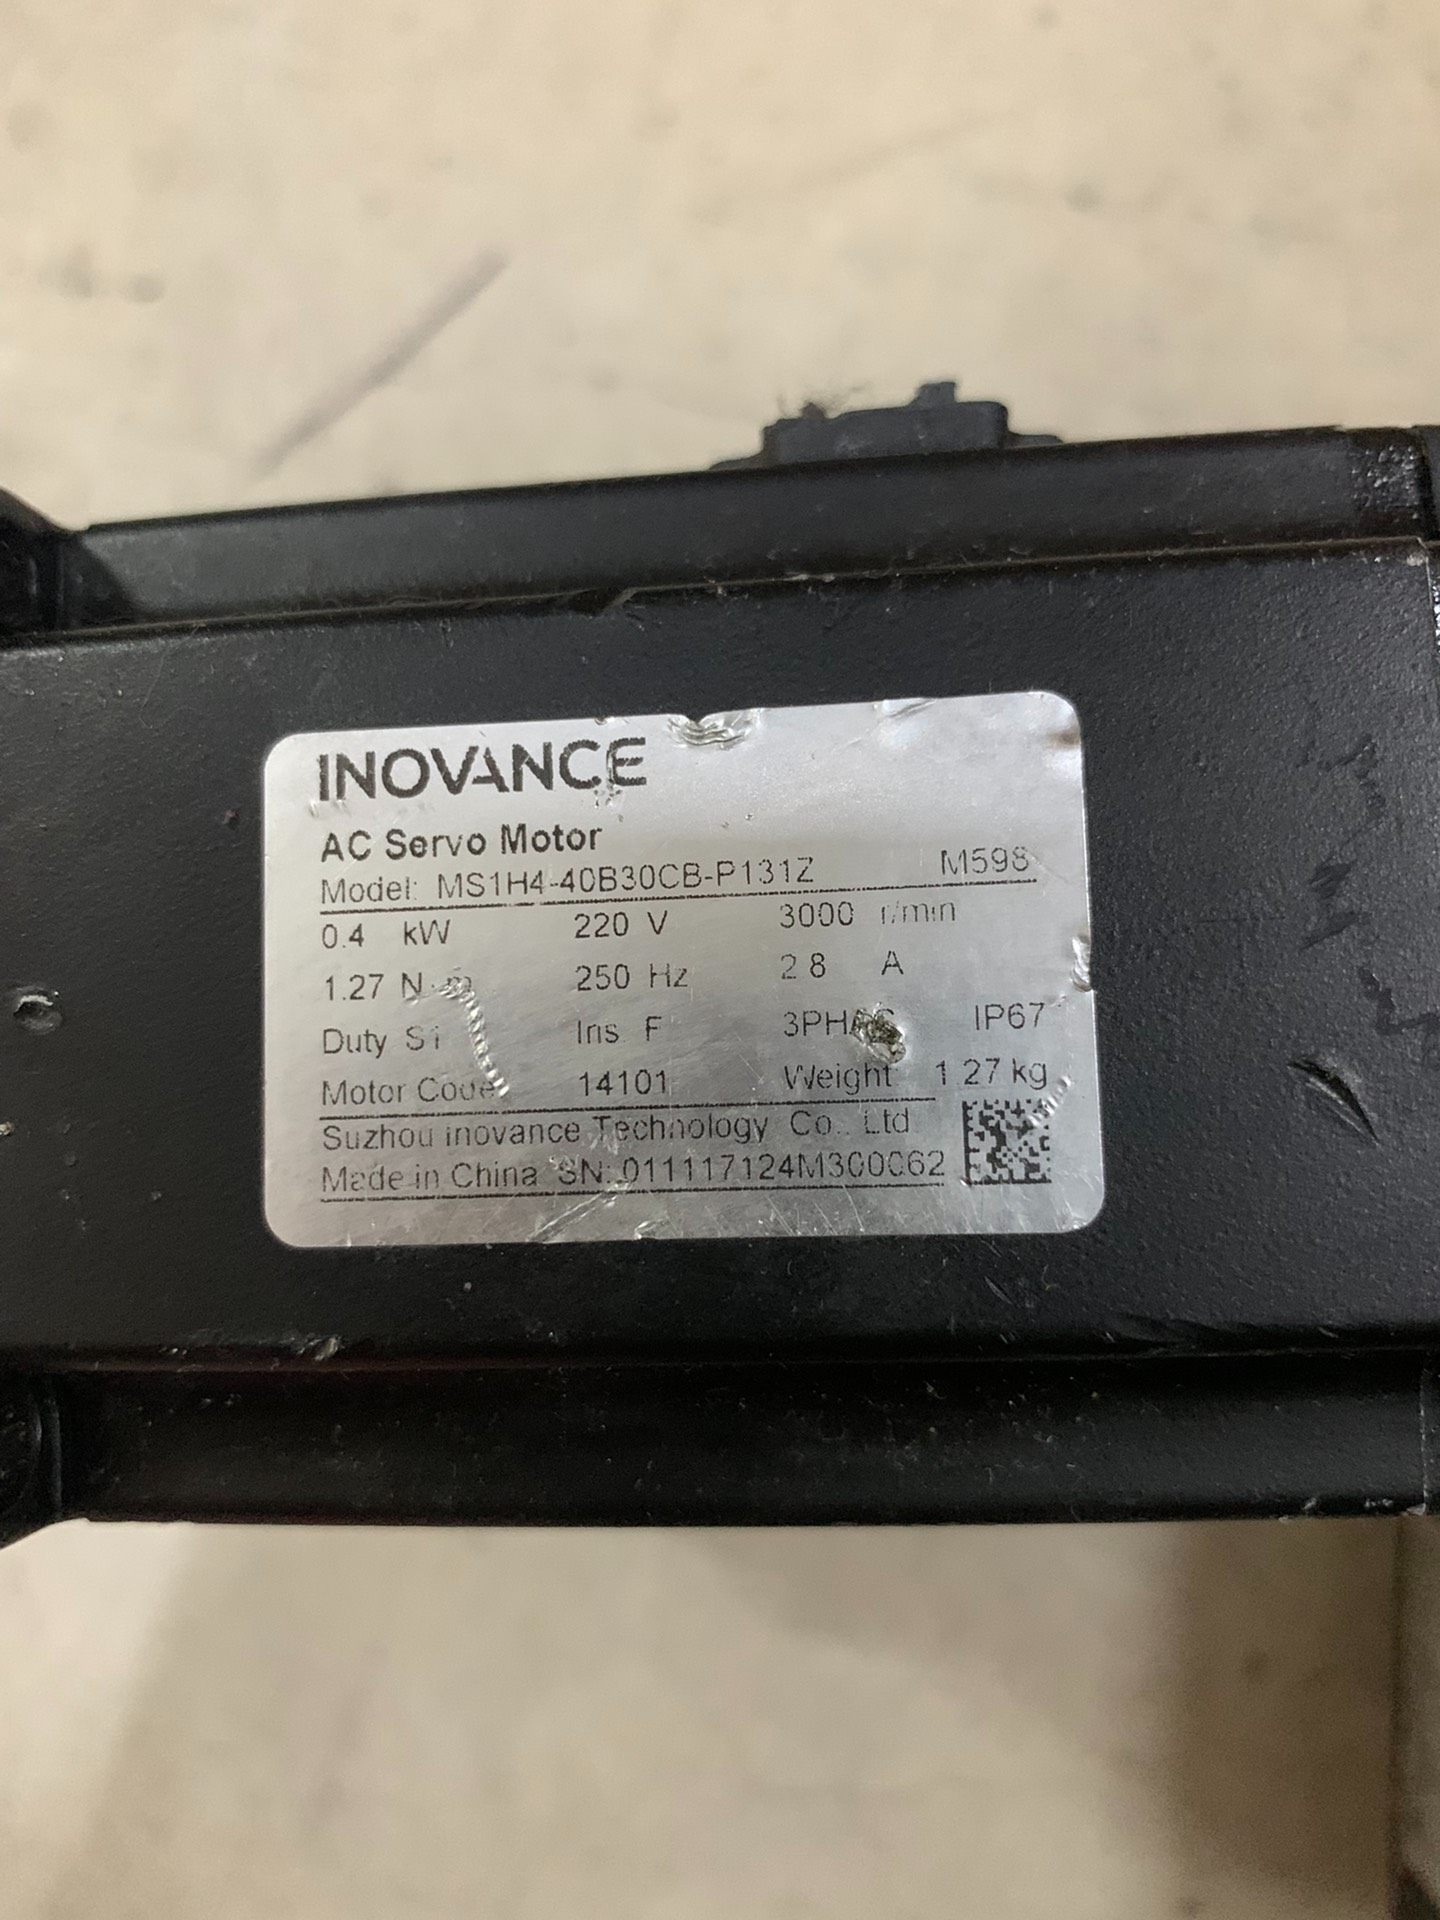 INOVANCE
AC Servo Motor
Model: MS1H4-40B30CB-P131Z M598
0.4 kW 220 V 3000 r/min
1.27 N·m 250 Hz 2.8 A
Duty S1 Ins F IP67
Motor Code 14101 Weight 1.27 kg
Suzhou inovance Technology Co., Ltd
Made in China SN: 011117124M300062